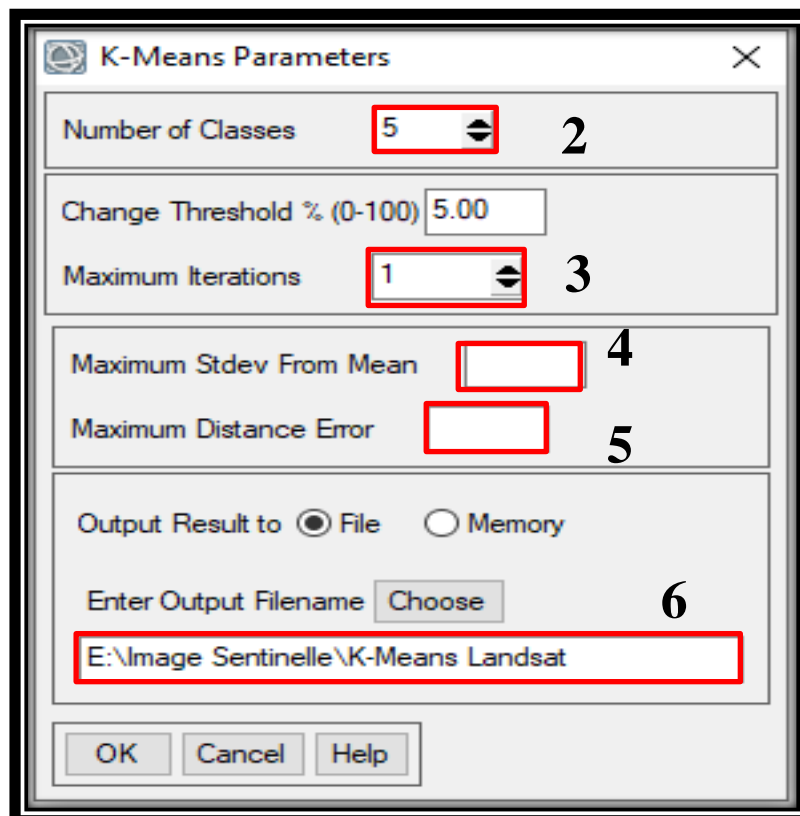 K-Means Parameters
Number of Classes 5 2
Change Threshold % (0-100) 5.00
Maximum Iterations 1 3
Maximum Stdev From Mean 4
Maximum Distance Error 5
Output Result to File Memory
Enter Output Filename Choose 6
E:\Image Sentinelle\K-Means Landsat
OK Cancel Help